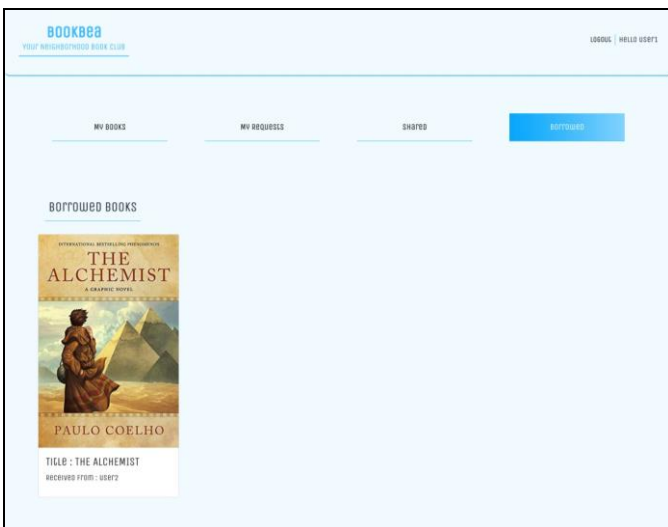 BOOKBEA
YOUR NEIGHBORHOOD BOOK CLUB
LOGOUT | HELLO USER1
MY BOOKS
MY REQUESTS
SHARED
BORROWED
BORROWED BOOKS
INTERNATIONAL BESTSELLING PHENOMENON
THE
ALCHEMIST
A GRAPHIC NOVEL
PAULO COELHO
TITLE : THE ALCHEMIST
RECEIVED FROM : USER2